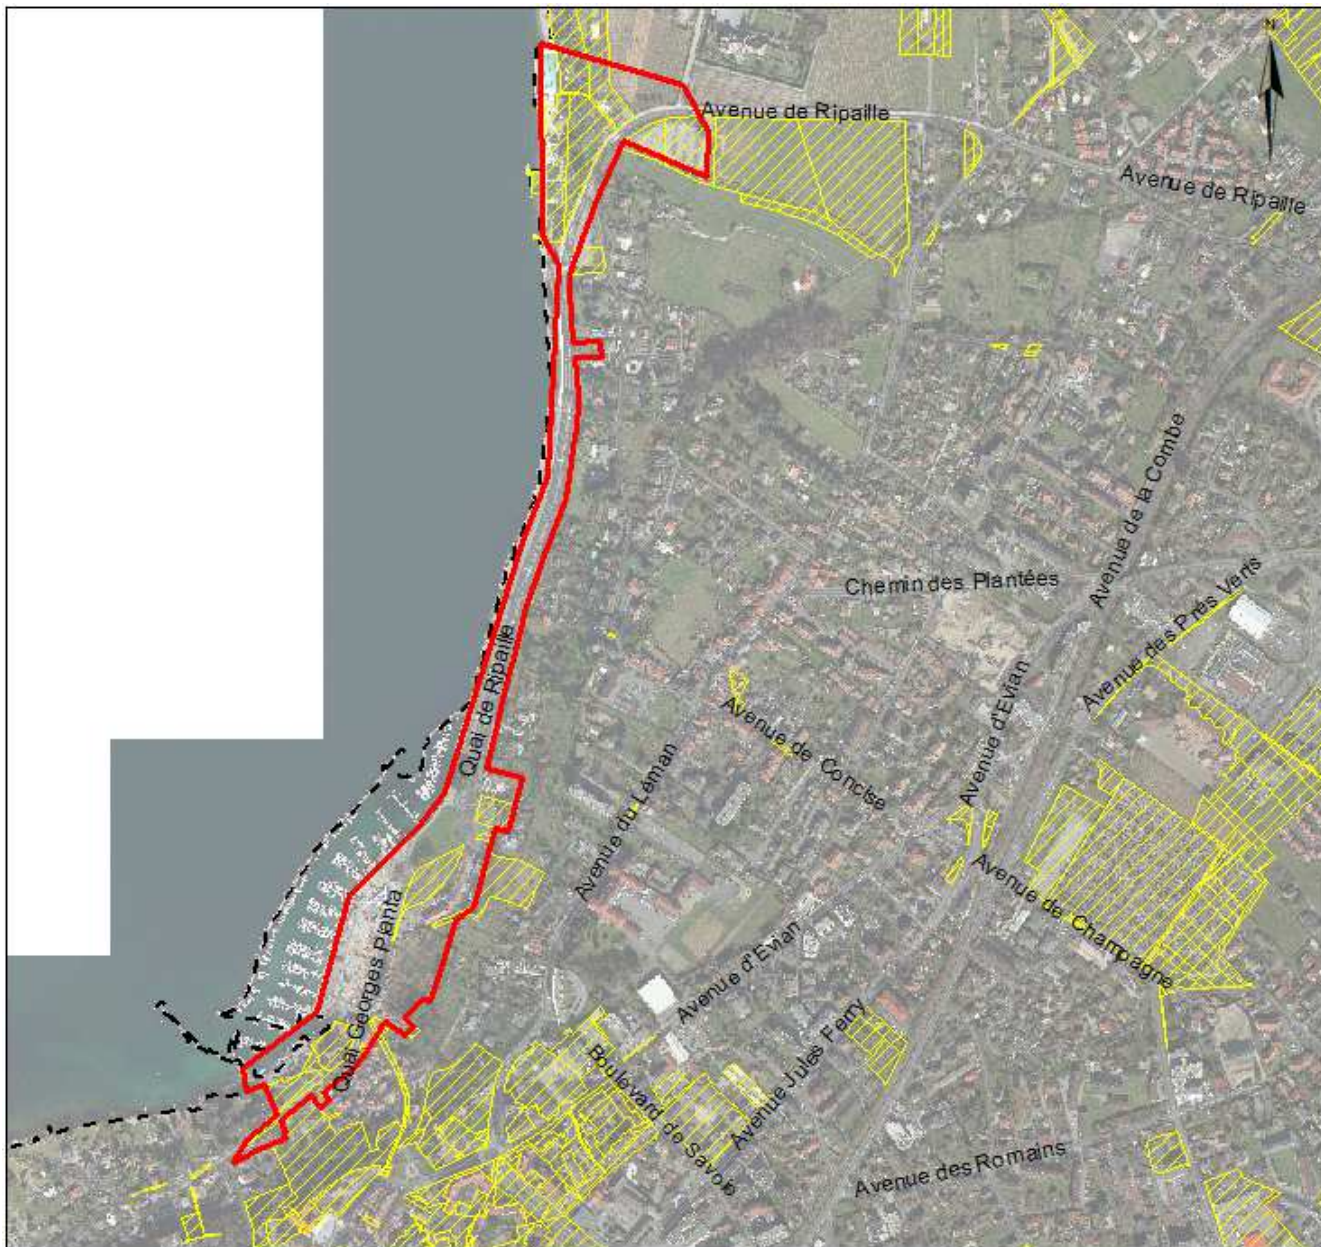 N
Avenue de Ripaille
Avenue de Ripaille
Avenue de la Combe
Chemin des Plantées
Avenue des Prés Verts
Quai de Ripaille
Avenue d'Evian
Avenue de Concise
Avenue du Léman
Avenue de Champagne
Quai Georges Planta
Avenue d'Evian
Avenue Jules Ferry
Boulevard de Savoie
Avenue des Romains